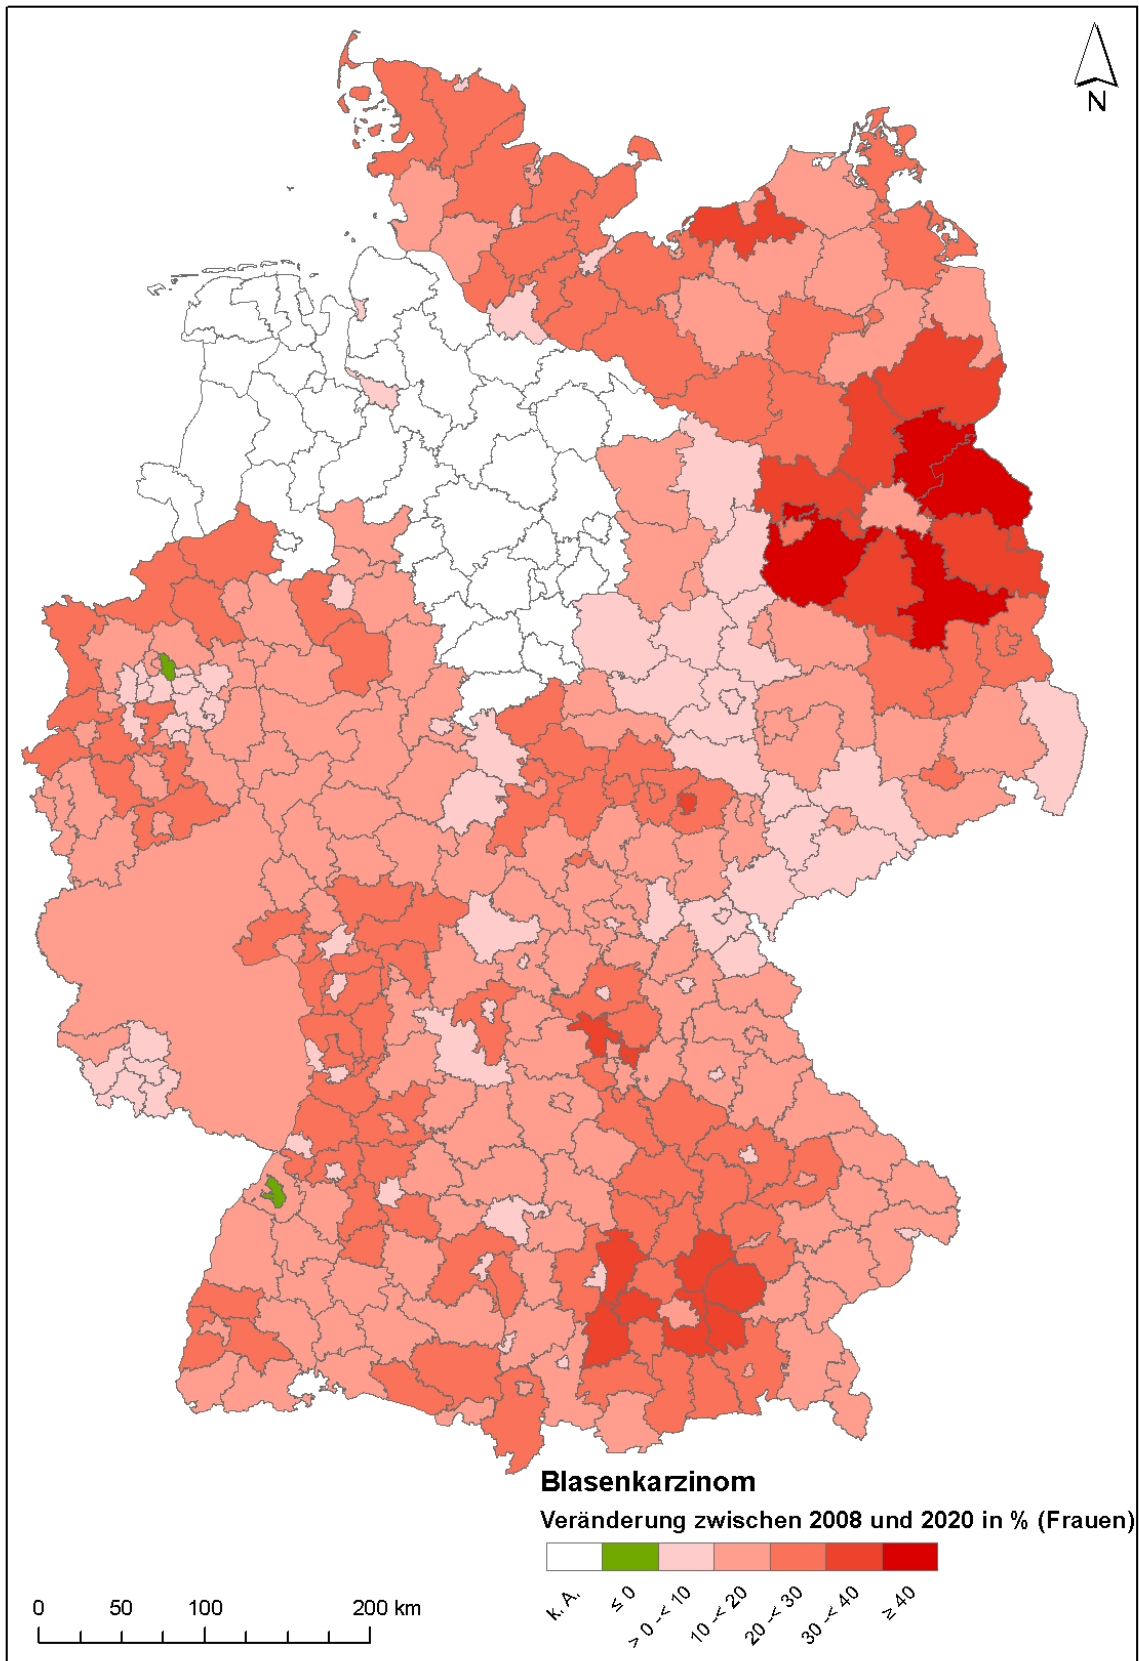 N
Blasenkarzinom
Veränderung zwischen 2008 und 2020 in % (Frauen)
k. A.
≤ 0
> 0 -< 10
10 -< 20
20 -< 30
30 -< 40
≥ 40
0 50 100 200 km